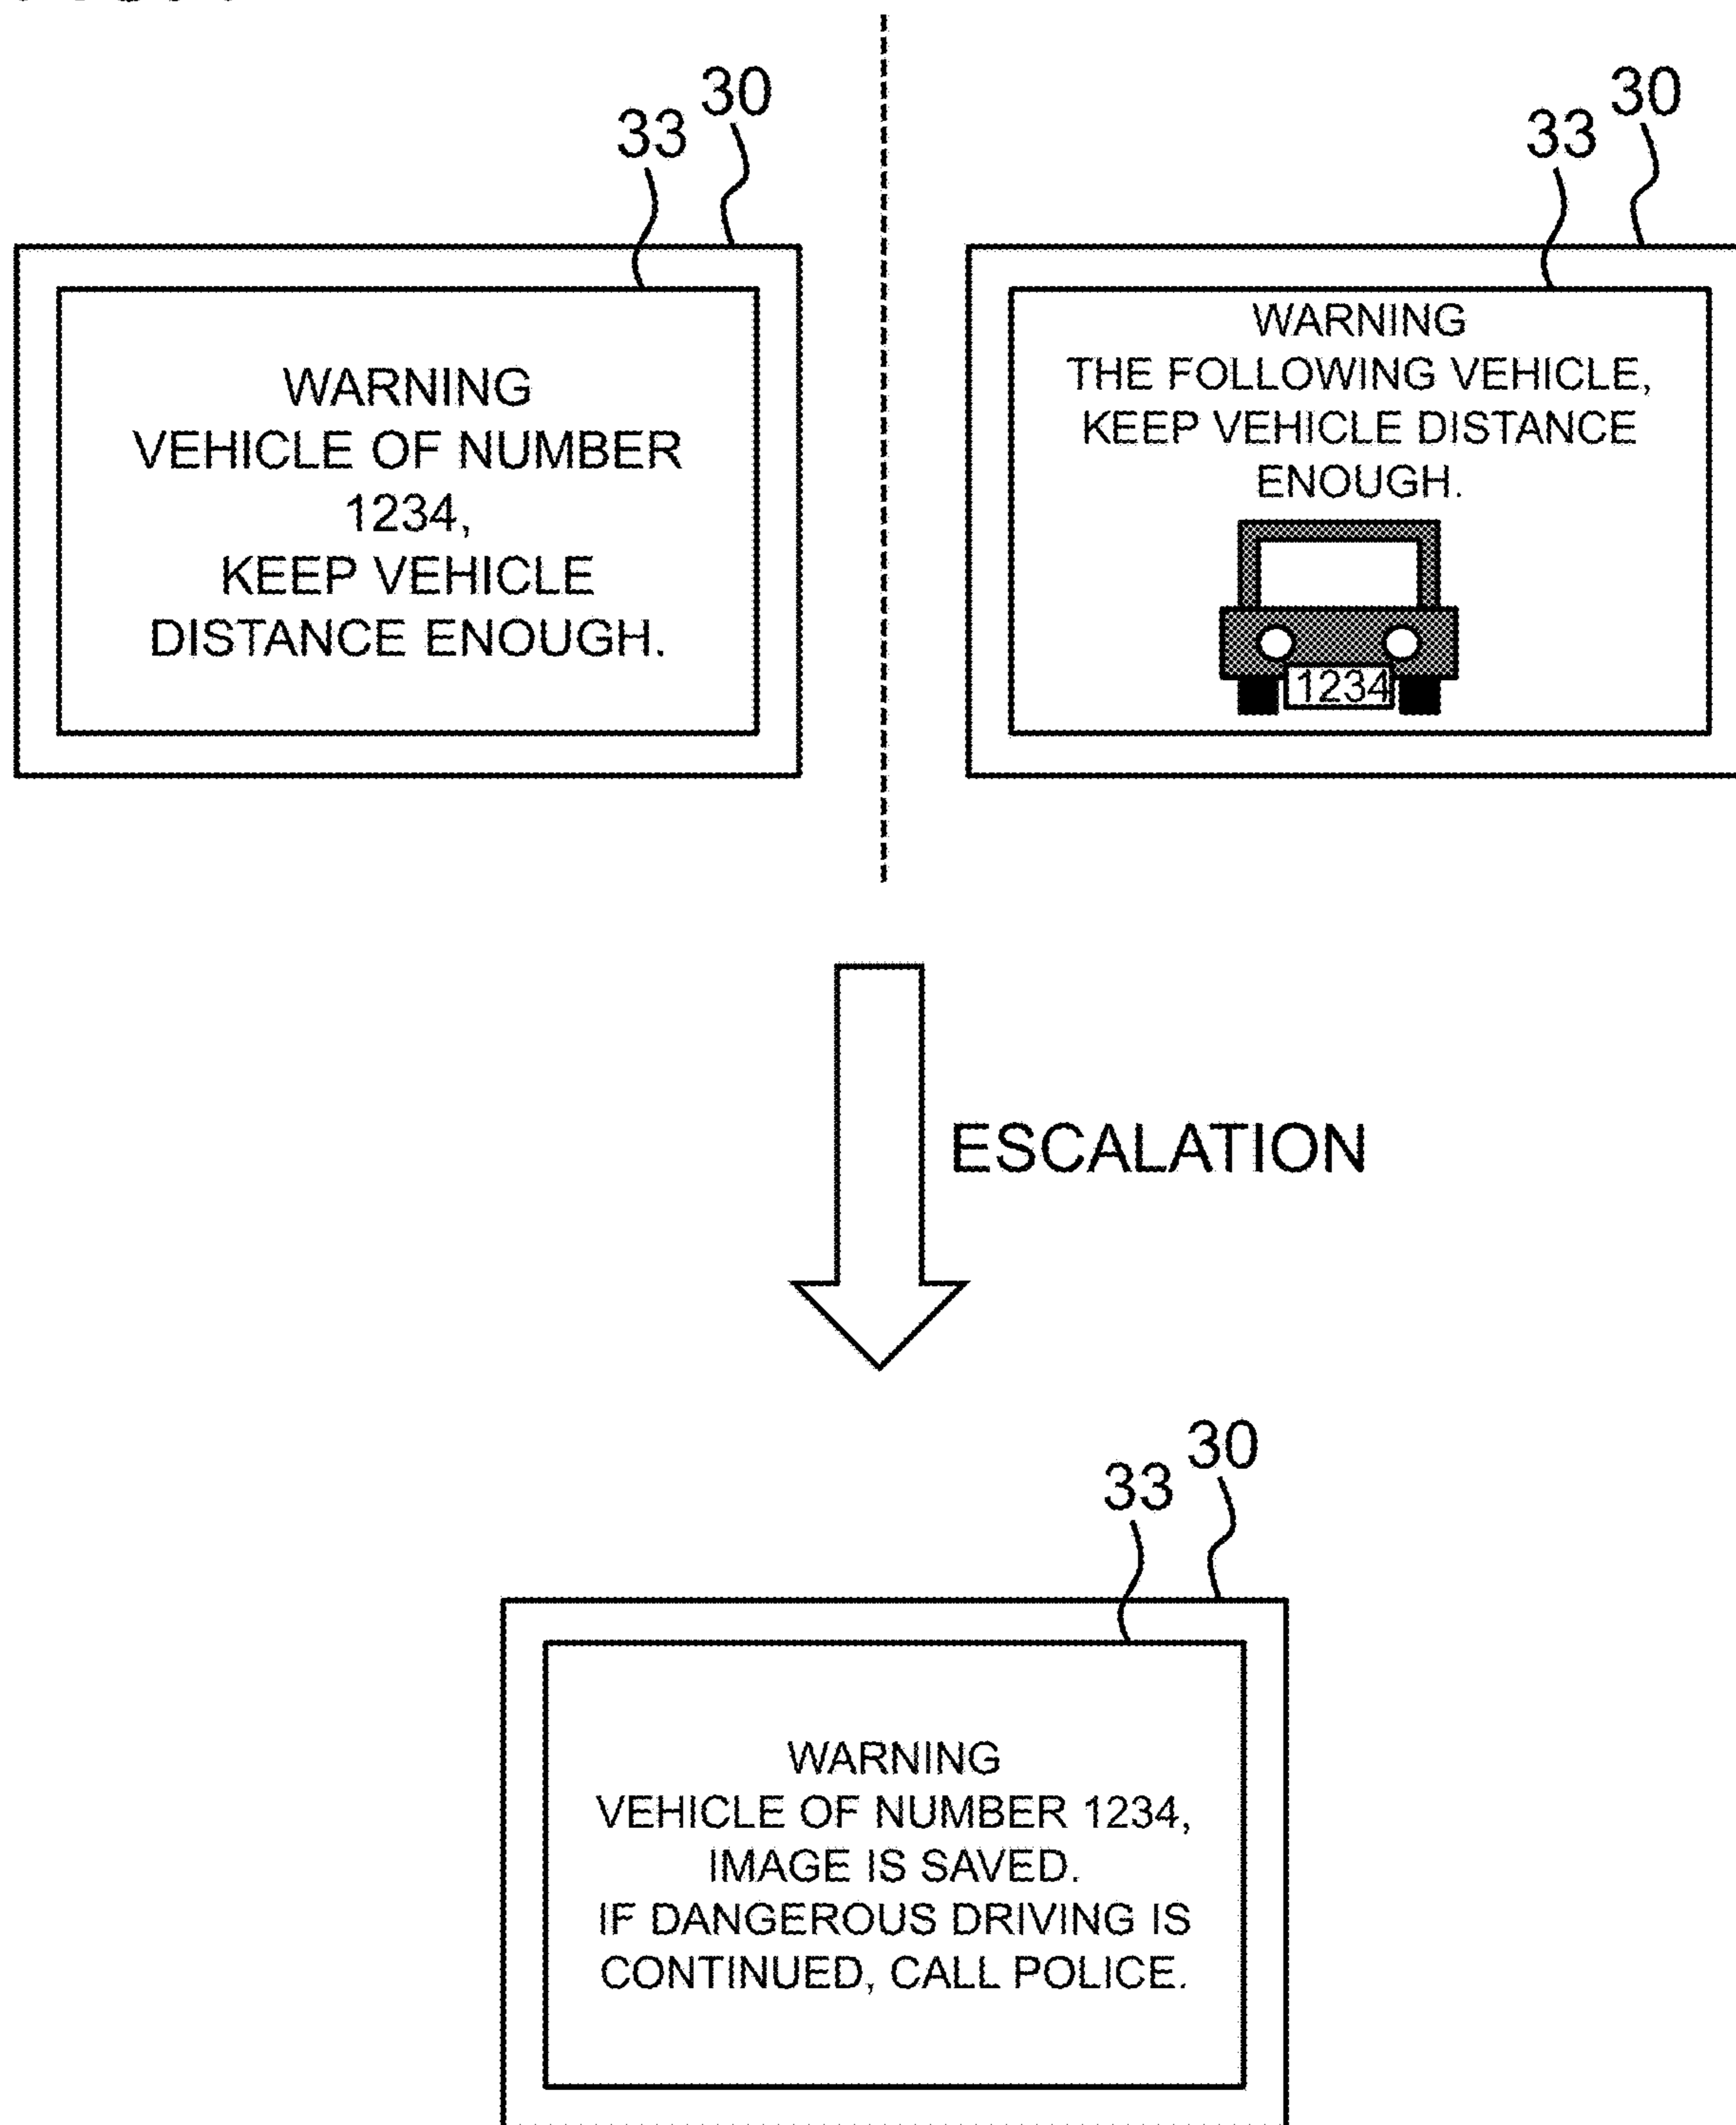 33 30
WARNING
VEHICLE OF NUMBER
1234,
KEEP VEHICLE
DISTANCE ENOUGH.
33 30
WARNING
THE FOLLOWING VEHICLE,
KEEP VEHICLE DISTANCE
ENOUGH.
1234
ESCALATION
33 30
WARNING
VEHICLE OF NUMBER 1234,
IMAGE IS SAVED.
IF DANGEROUS DRIVING IS
CONTINUED, CALL POLICE.